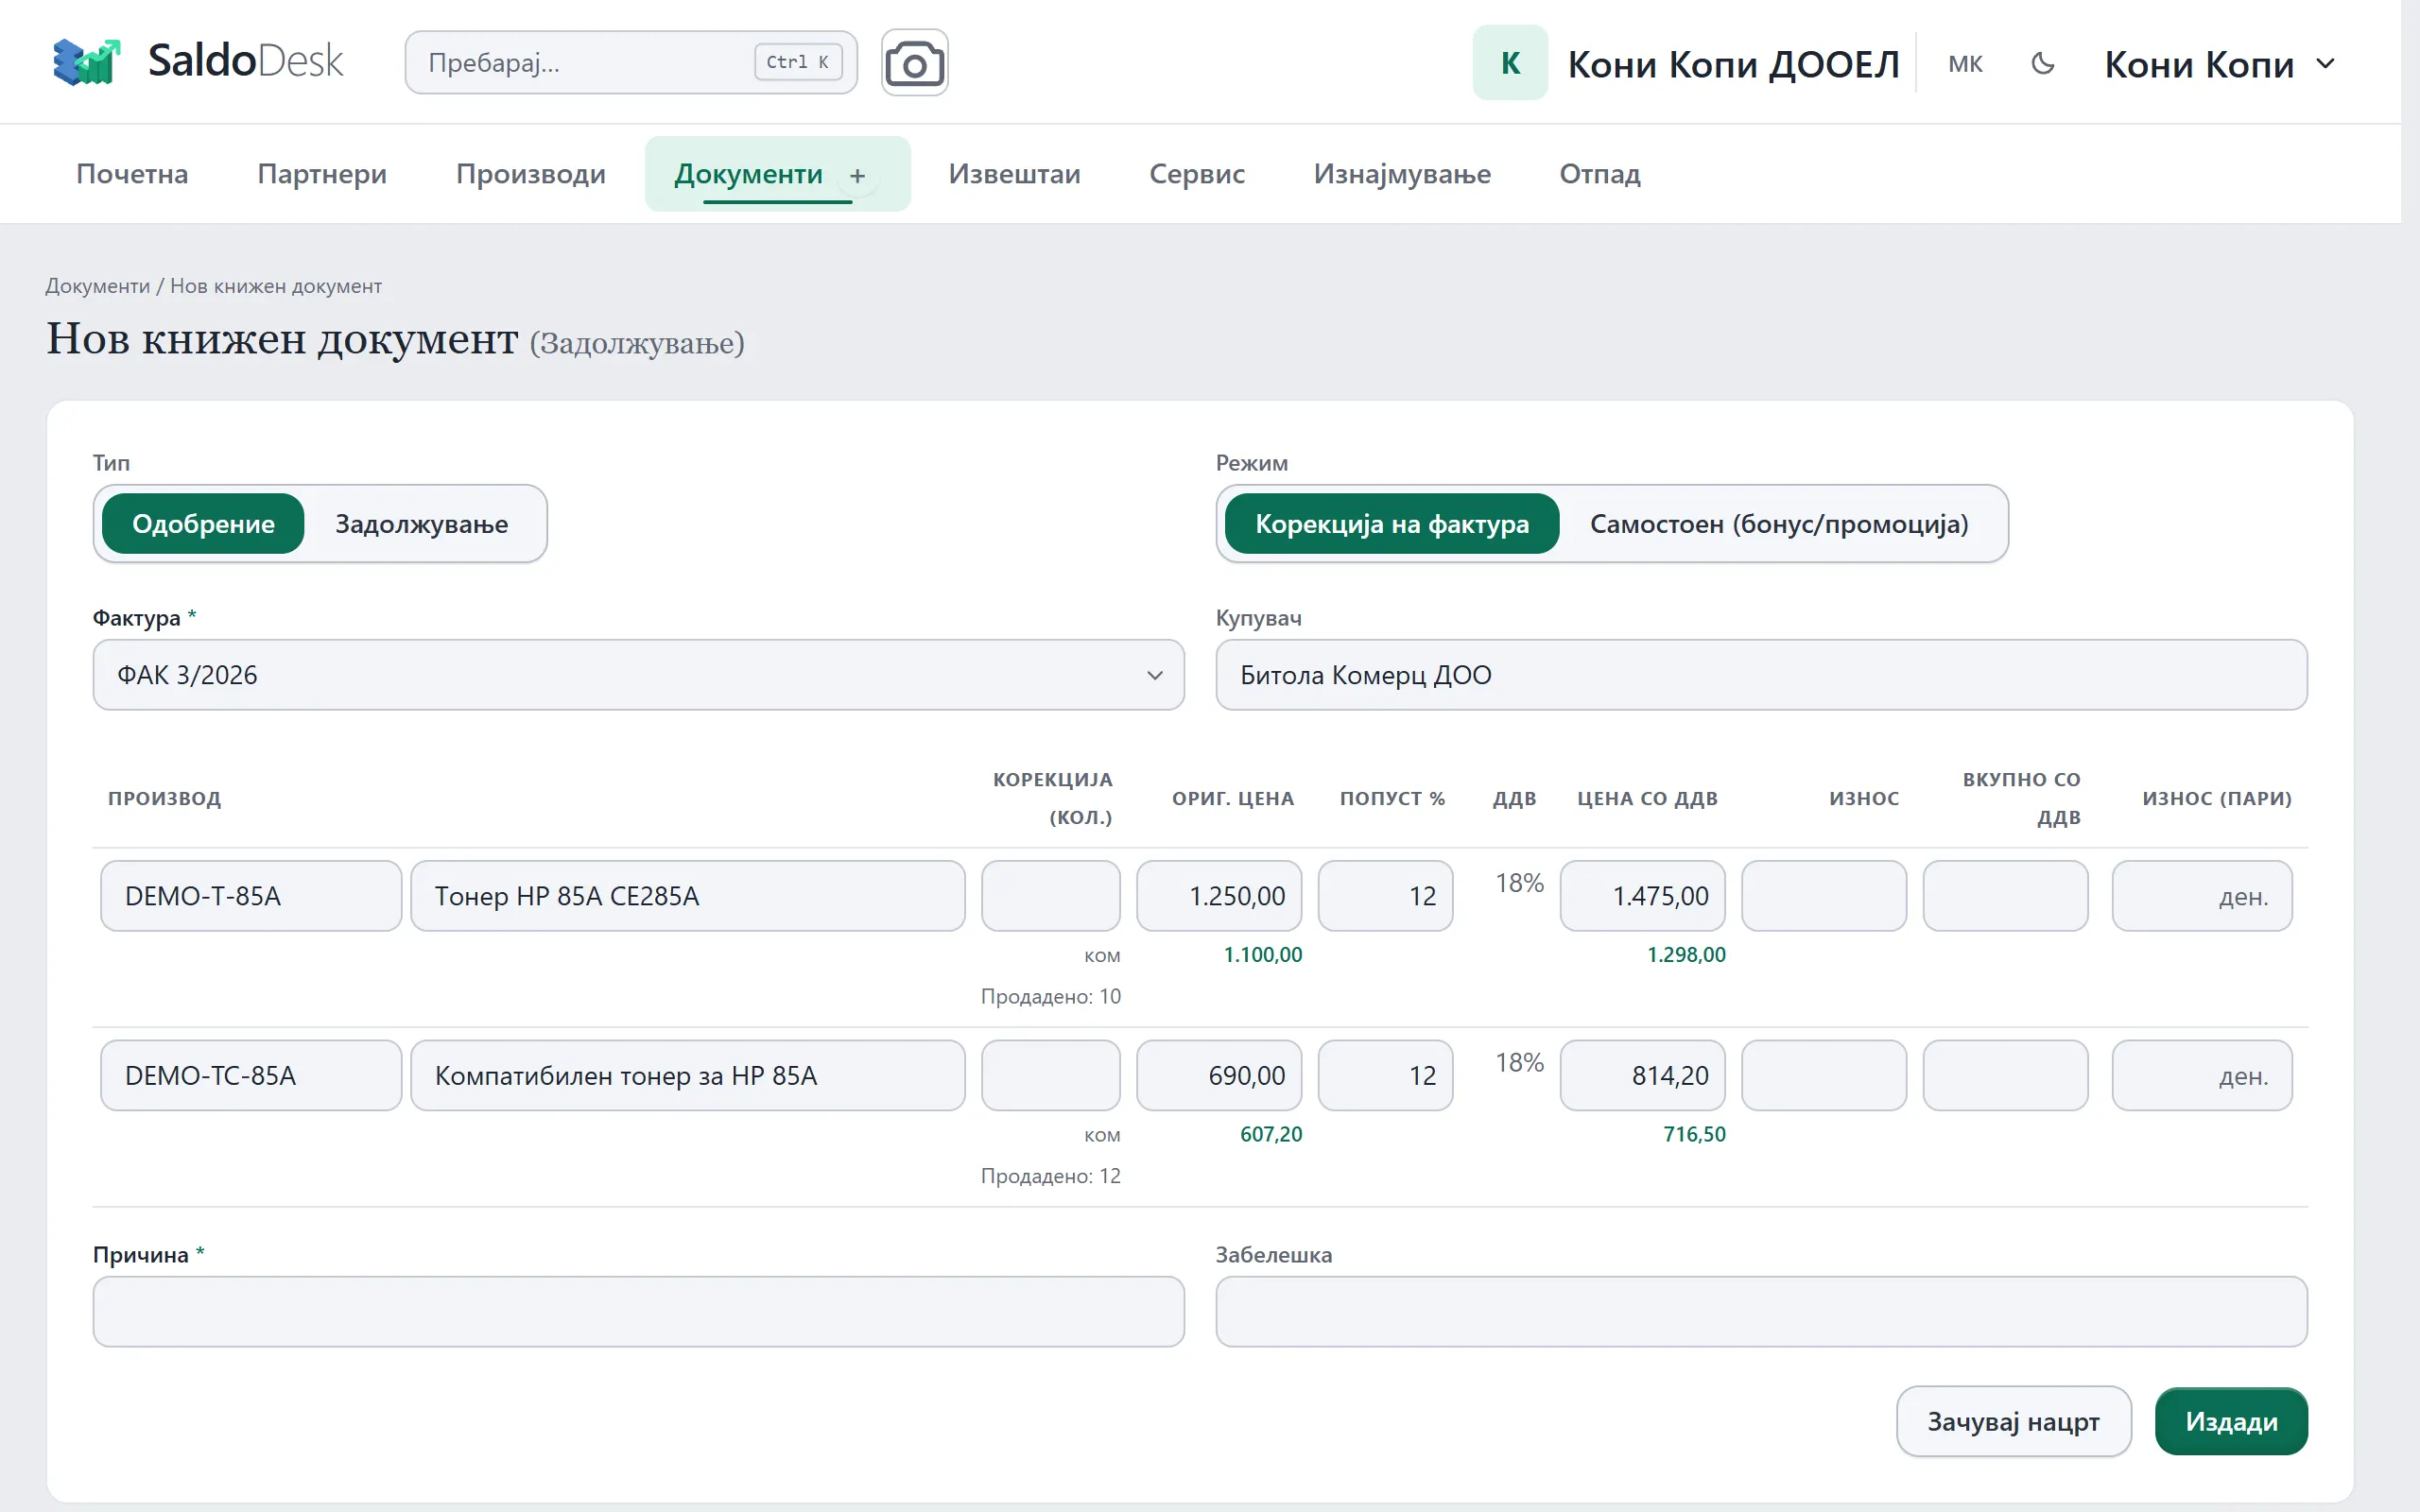 SaldoDesk
Пребарај...
Ctrl K
К
Кони Копи ДООЕЛ
МК
Кони Копи
Почетна
Партнери
Производи
Документи +
Извештаи
Сервис
Изнајмување
Отпад
Документи / Нов книжен документ
Нов книжен документ (Задолжување)
Тип
Одобрение
Задолжување
Режим
Корекција на фактура
Самостоен (бонус/промоција)
Фактура *
ФАК 3/2026
Купувач
Битола Комерц ДОО
ПРОИЗВОД
КОРЕКЦИЈА
(КОЛ.)
ОРИГ. ЦЕНА
ПОПУСТ %
ДДВ
ЦЕНА СО ДДВ
ИЗНОС
ВКУПНО СО
ДДВ
ИЗНОС (ПАРИ)
DEMO-T-85A
Тонер HP 85A CE285A
1.250,00
12
18%
1.475,00
ден.
ком
1.100,00
1.298,00
Продадено: 10
DEMO-TC-85A
Компатибилен тонер за HP 85A
690,00
12
18%
814,20
ден.
ком
607,20
716,50
Продадено: 12
Причина *
Забелешка
Зачувај нацрт
Издади